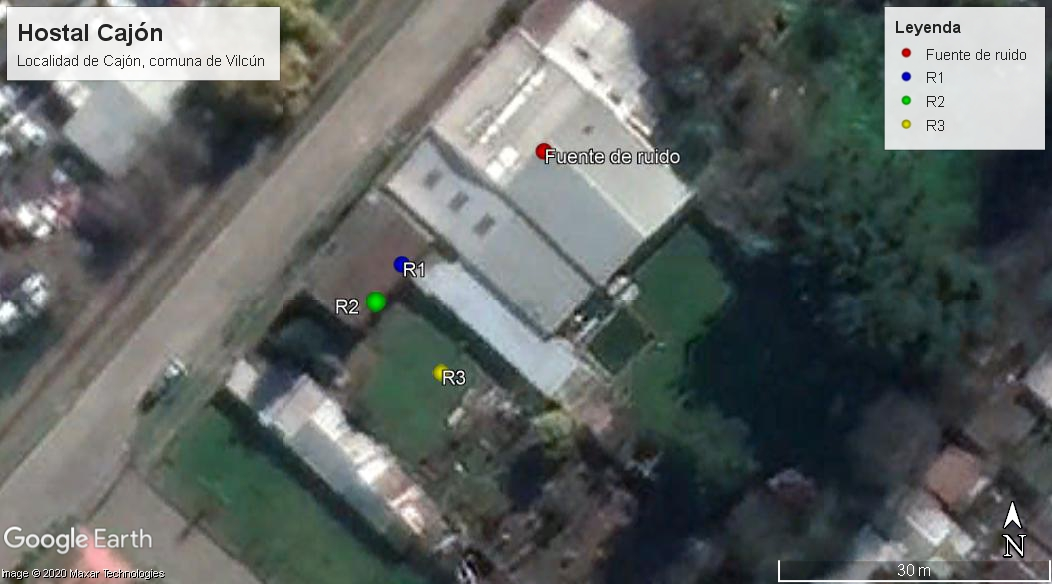 Hostal Cajón
Localidad de Cajón, comuna de Vilcún
Leyenda
Fuente de ruido
R1
R2
R3
Fuente de ruido
R1
R2
R3
Google Earth
N
Image © 2020 Maxar Technologies
30 m